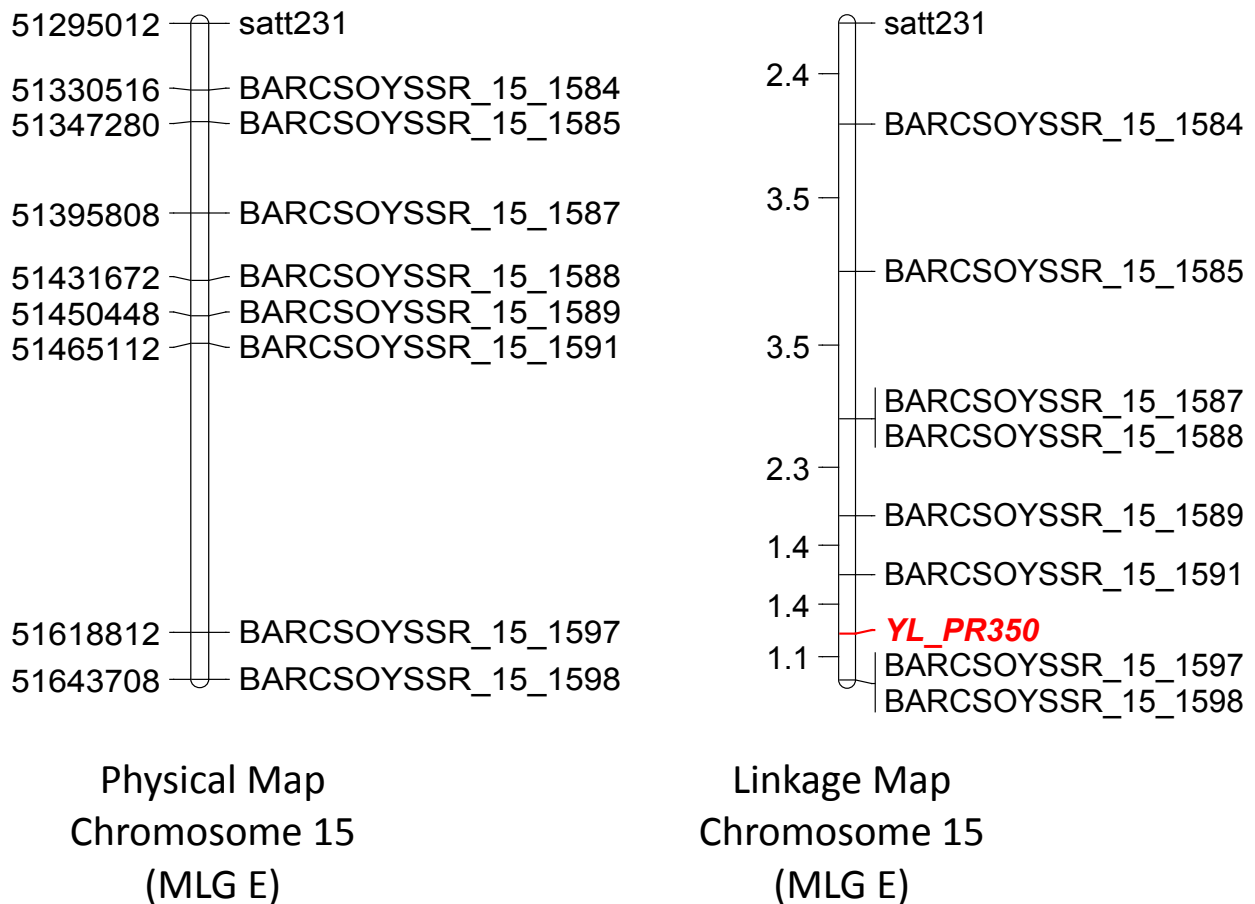 51295012 satt231
51330516 BARCSOYSSR_15_1584
51347280 BARCSOYSSR_15_1585
51395808 BARCSOYSSR_15_1587
51431672 BARCSOYSSR_15_1588
51450448 BARCSOYSSR_15_1589
51465112 BARCSOYSSR_15_1591
51618812 BARCSOYSSR_15_1597
51643708 BARCSOYSSR_15_1598
Physical Map
Chromosome 15
(MLG E)
satt231
2.4
BARCSOYSSR_15_1584
3.5
BARCSOYSSR_15_1585
3.5
BARCSOYSSR_15_1587
BARCSOYSSR_15_1588
2.3
BARCSOYSSR_15_1589
1.4
BARCSOYSSR_15_1591
1.4
YL_PR350
1.1
BARCSOYSSR_15_1597
BARCSOYSSR_15_1598
Linkage Map
Chromosome 15
(MLG E)